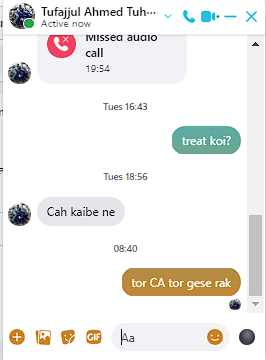 Tufajjul Ahmed Tuh...
Active now
Missed audio
call
19:54
Tues 16:43
treat koi?
Tues 18:56
Cah kaibe ne
08:40
tor CA tor gese rak
GIF
Aa